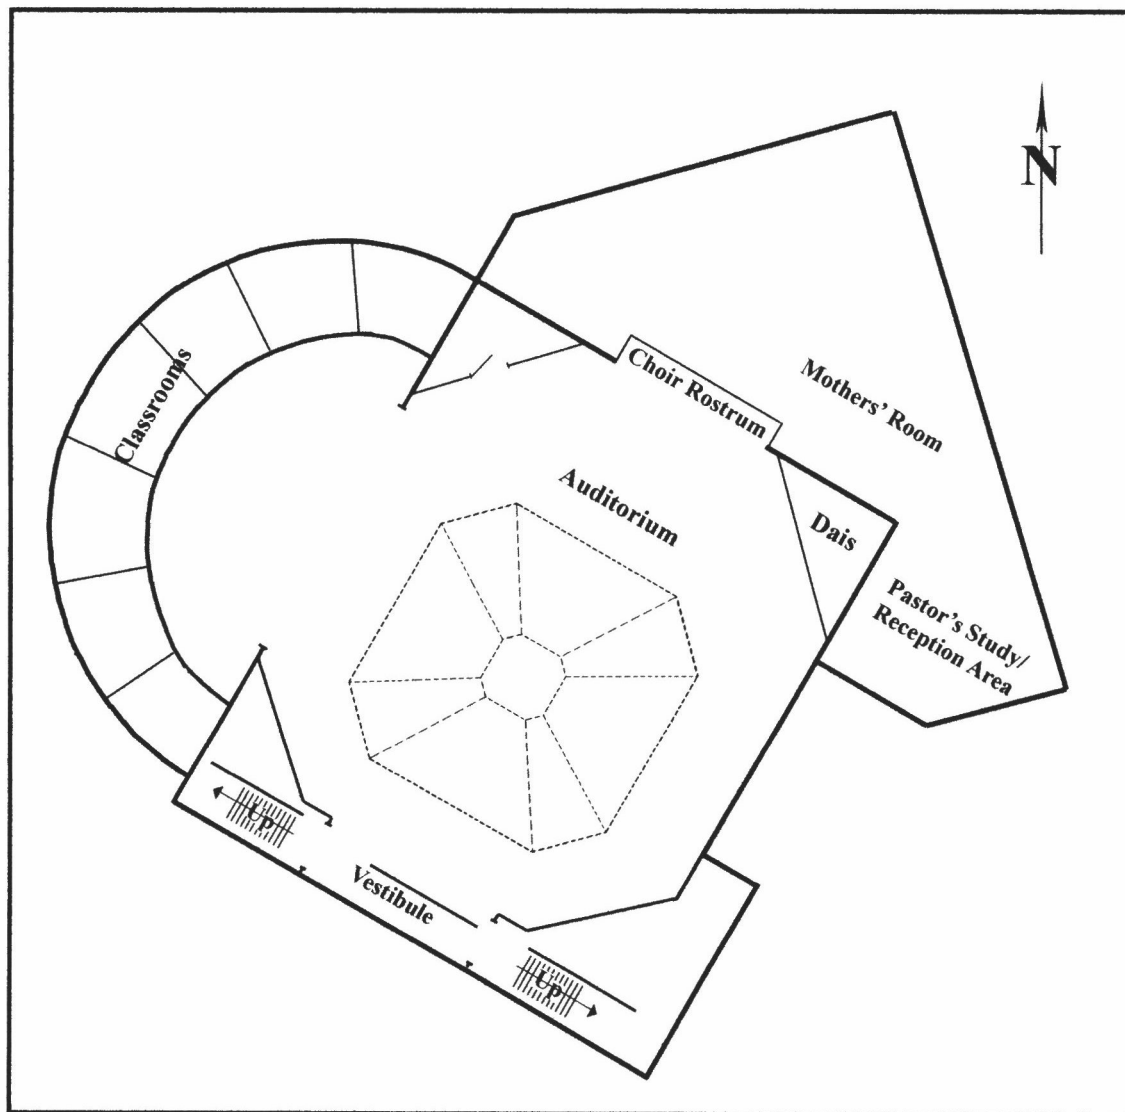 N
Choir Rostrum
Mothers' Room
Classrooms
Auditorium
Dais
Pastor's Study/
Reception Area
Up
Vestibule
Up